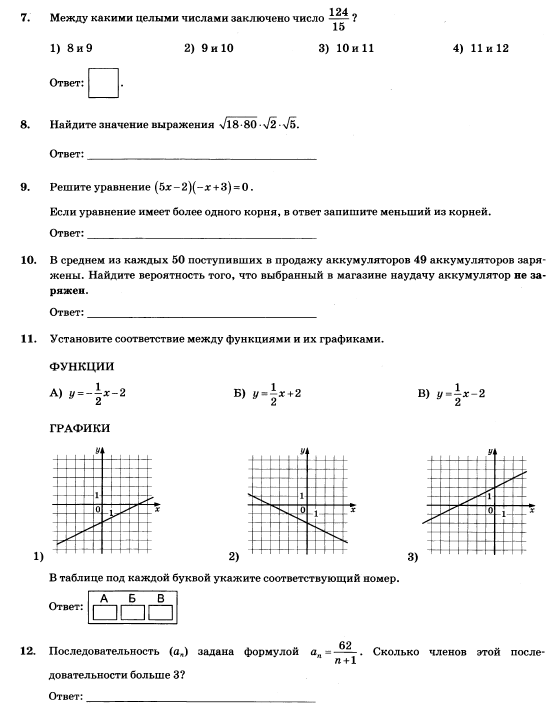 7. Между какими целыми числами заключено число 124/15 ?
1) 8 и 9 2) 9 и 10 3) 10 и 11 4) 11 и 12
Ответ: .
8. Найдите значение выражения √18·80·√2·√5.
Ответ:
9. Решите уравнение (5x−2)(−x+3)=0.
Если уравнение имеет более одного корня, в ответ запишите меньший из корней.
Ответ:
10. В среднем из каждых 50 поступивших в продажу аккумуляторов 49 аккумуляторов заря-
жены. Найдите вероятность того, что выбранный в магазине наудачу аккумулятор не за-
ряжен.
Ответ:
11. Установите соответствие между функциями и их графиками.
ФУНКЦИИ
А) y=−1/2x−2 Б) y=1/2x+2 В) y=1/2x−2
ГРАФИКИ
y y y
1 1 1
0 1 x 0 1 x 0 1 x
1) 2) 3)
В таблице под каждой буквой укажите соответствующий номер.
А Б В
Ответ:
12. Последовательность (aₙ) задана формулой aₙ=62/n+1. Сколько членов этой после-
довательности больше 3?
Ответ: